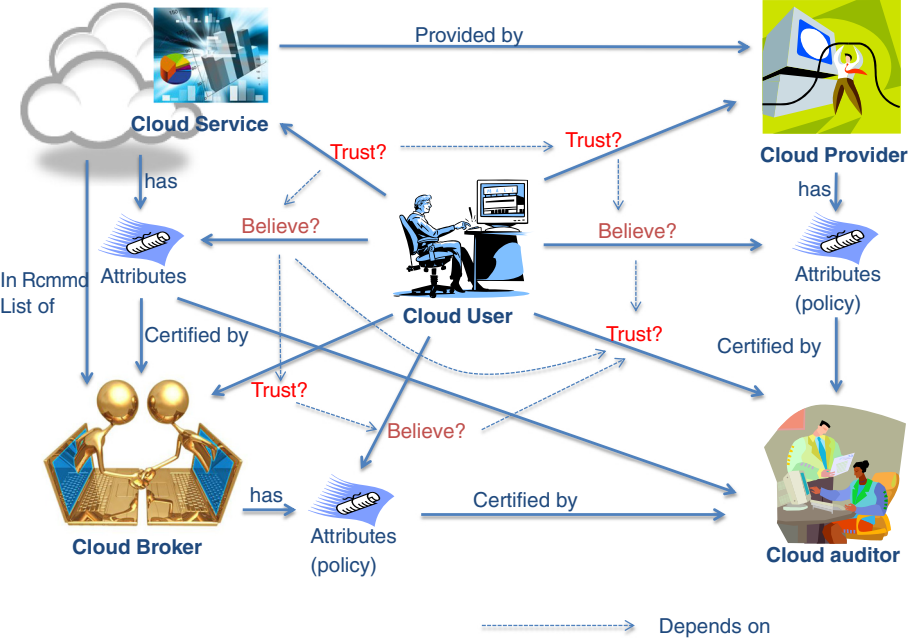 Provided by
Cloud Service
Trust?
Trust?
Cloud Provider
has
has
Believe?
Believe?
In Rcmmd
List of
Attributes
Attributes
(policy)
Cloud User
Certified by
Trust?
Certified by
Trust?
Believe?
has
Certified by
Attributes
(policy)
Cloud Broker
Cloud auditor
Depends on